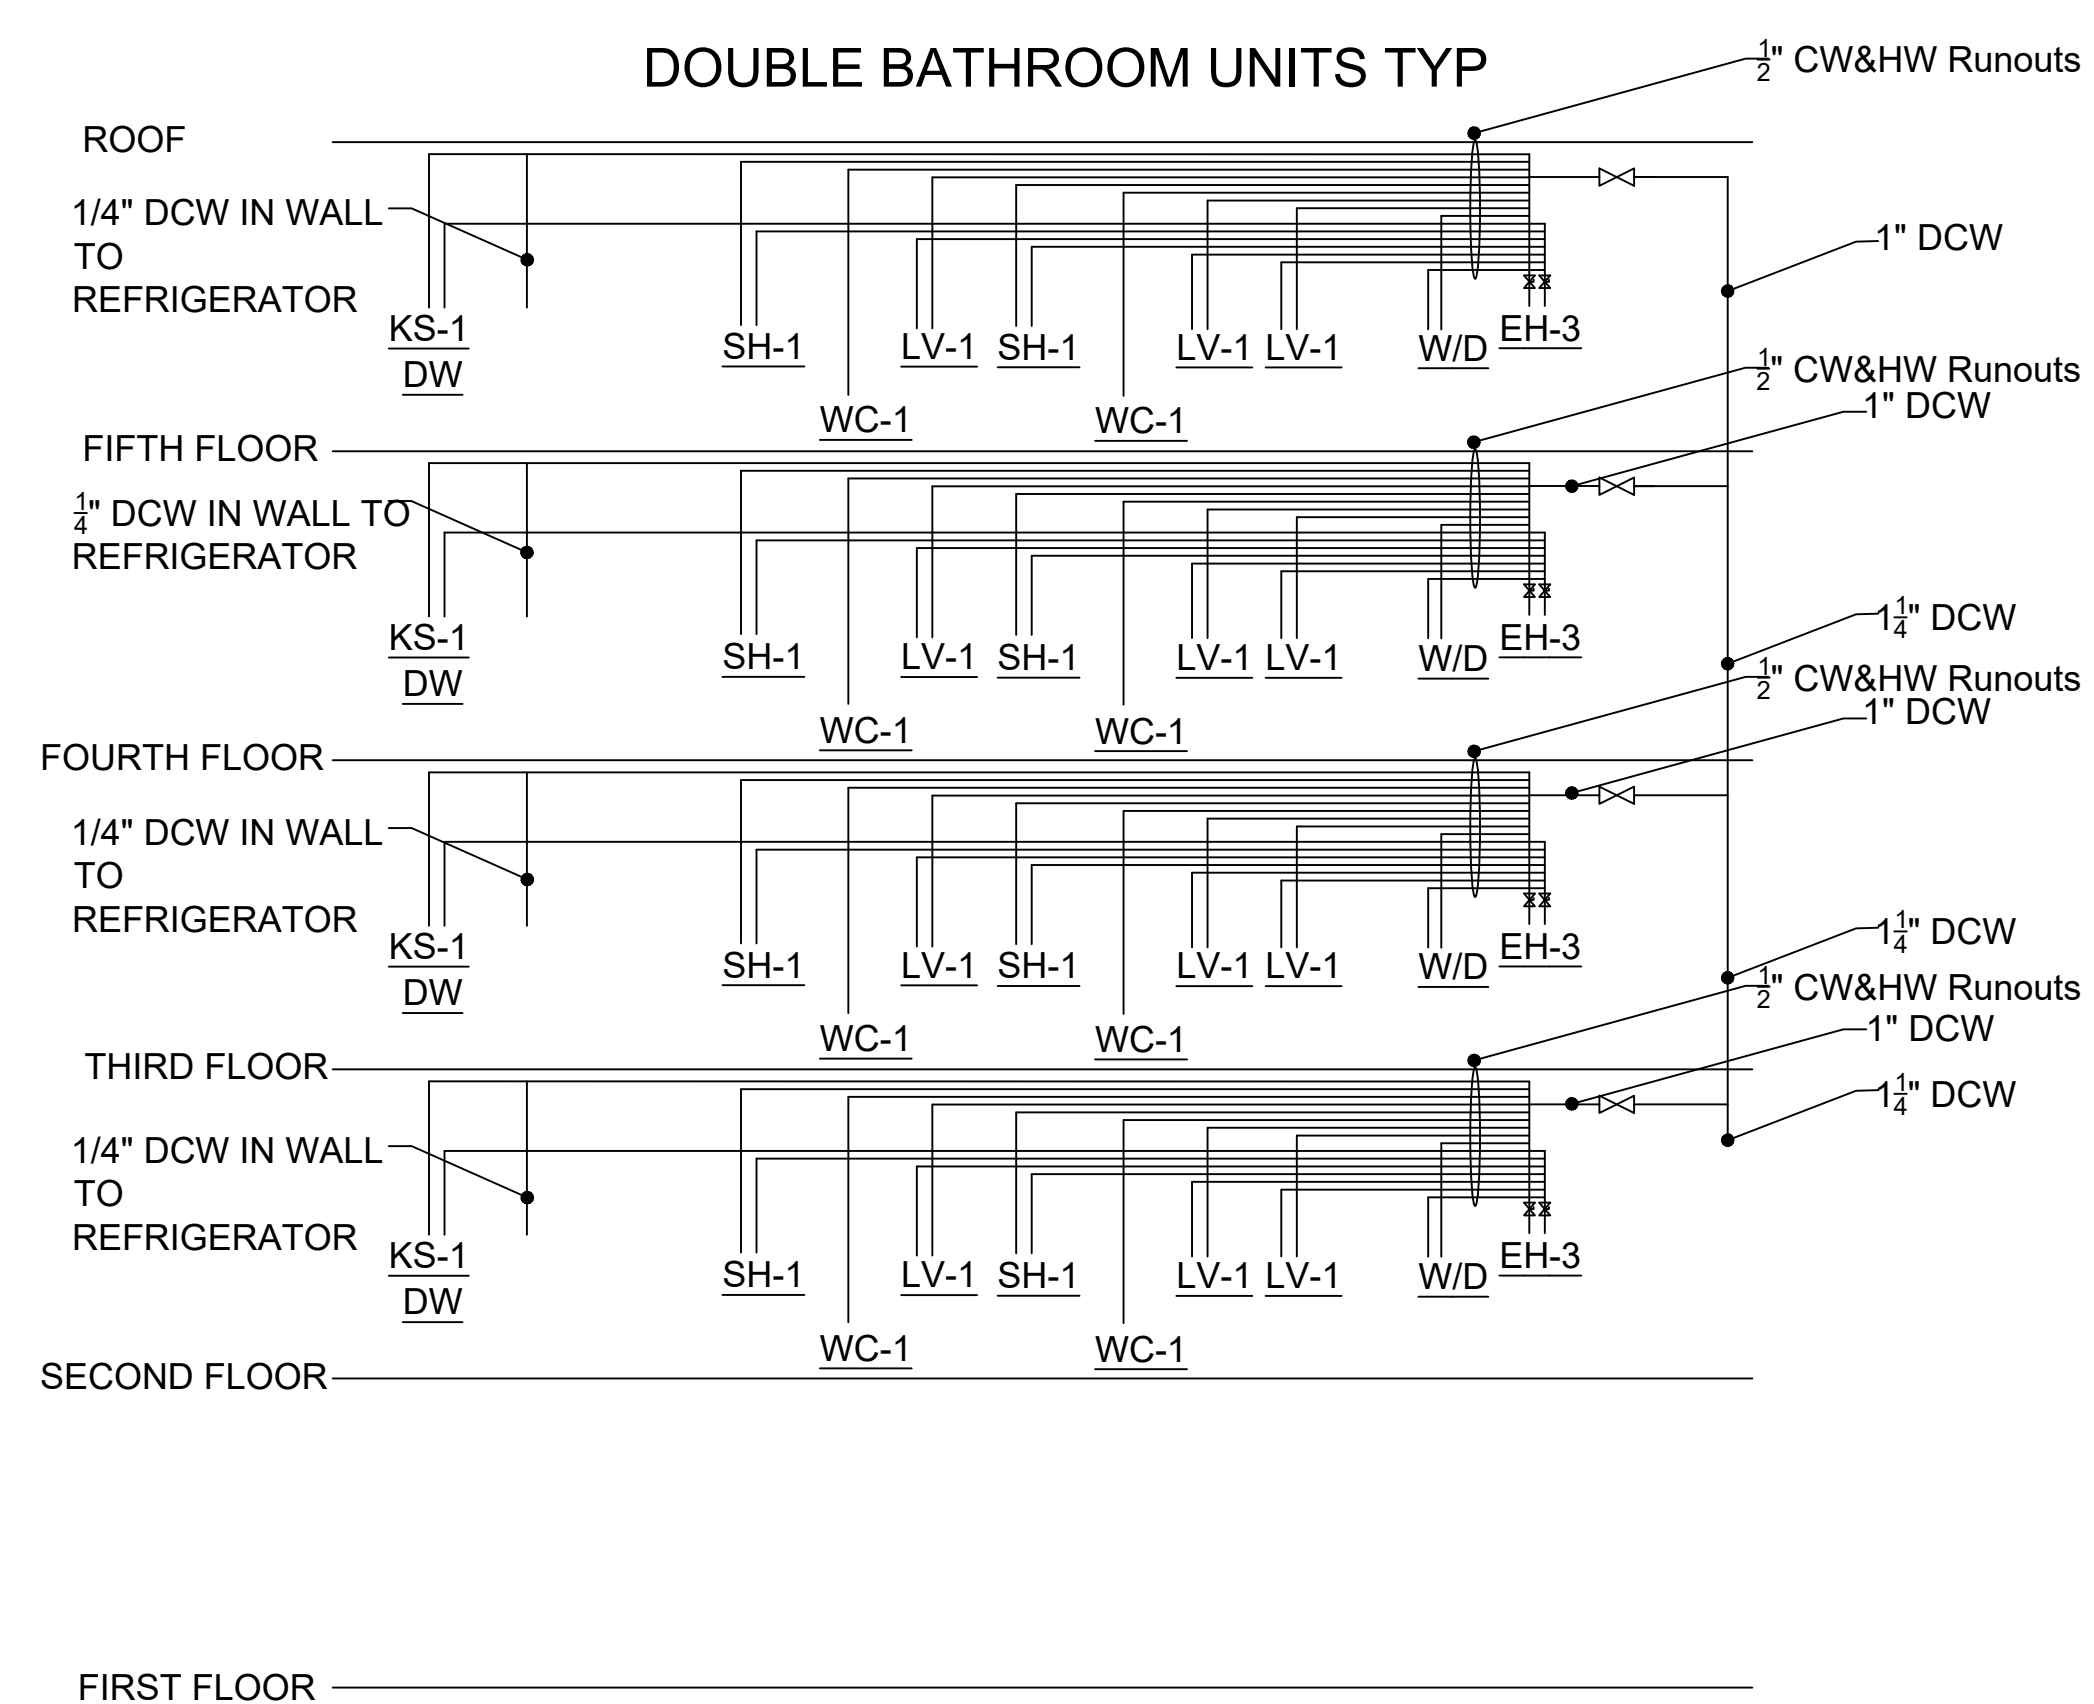 DOUBLE BATHROOM UNITS TYP
1/2" CW&HW Runouts
ROOF
1/4" DCW IN WALL
TO
REFRIGERATOR
1" DCW
KS-1
DW
SH-1
WC-1
LV-1
SH-1
WC-1
LV-1
LV-1
W/D
EH-3
1/2" CW&HW Runouts
1" DCW
FIFTH FLOOR
1/4" DCW IN WALL TO
REFRIGERATOR
KS-1
DW
SH-1
WC-1
LV-1
SH-1
WC-1
LV-1
LV-1
W/D
EH-3
1 1/4" DCW
1/2" CW&HW Runouts
1" DCW
FOURTH FLOOR
1/4" DCW IN WALL
TO
REFRIGERATOR
KS-1
DW
SH-1
WC-1
LV-1
SH-1
WC-1
LV-1
LV-1
W/D
EH-3
1 1/4" DCW
1/2" CW&HW Runouts
1" DCW
THIRD FLOOR
1 1/4" DCW
1/4" DCW IN WALL
TO
REFRIGERATOR
KS-1
DW
SH-1
WC-1
LV-1
SH-1
WC-1
LV-1
LV-1
W/D
EH-3
SECOND FLOOR
FIRST FLOOR